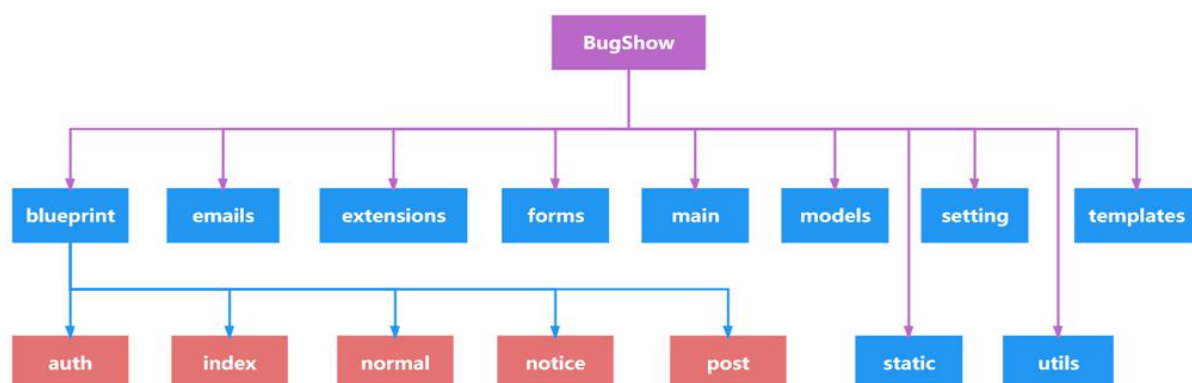 BugShow
blueprint
emails
extensions
forms
main
models
setting
templates
auth
index
normal
notice
post
static
utils